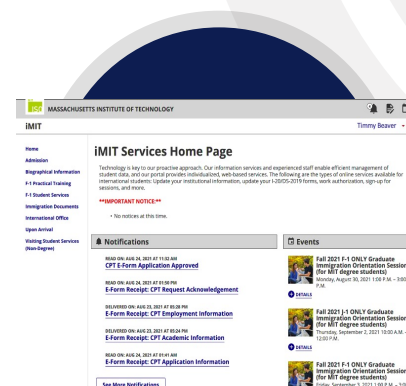 iso MASSACHUSETTS INSTITUTE OF TECHNOLOGY
iMIT
Timmy Beaver
Home
Admission
Biographical Information
F-1 Practical Training
F-1 Student Services
Immigration Documents
International Office
Upon Arrival
Visiting Student Services
(Non-Degree)
iMIT Services Home Page
Technology is key to our proactive approach. Our information services and experienced staff enable efficient management of
student data, and our portal provides individualized, web-based services. The following are the types of online services available for
international students: Update your institutional information, update your I-20/DS-2019 forms, work authorization, sign-up for
sessions, and more.
**IMPORTANT NOTICE:**
• No notices at this time.
Notifications
READ ON: AUG 24, 2021 AT 11:52 AM
CPT E-Form Application Approved
READ ON: AUG 24, 2021 AT 01:50 PM
E-Form Receipt: CPT Request Acknowledgement
DELIVERED ON: AUG 23, 2021 AT 05:28 PM
E-Form Receipt: CPT Employment Information
DELIVERED ON: AUG 23, 2021 AT 05:24 PM
E-Form Receipt: CPT Academic Information
READ ON: AUG 24, 2021 AT 01:41 AM
E-Form Receipt: CPT Application Information
See More Notifications
Events
Fall 2021 F-1 ONLY Graduate
Immigration Orientation Session
(for MIT degree students)
Monday, August 30, 2021 1:00 P.M. - 3:00
P.M.
DETAILS
Fall 2021 J-1 ONLY Graduate
Immigration Orientation Session
(for MIT degree students)
Thursday, September 2, 2021 10:00 A.M. -
12:00 P.M.
DETAILS
Fall 2021 F-1 ONLY Graduate
Immigration Orientation Session
(for MIT degree students)
Friday, September 3, 2021 1:00 P.M. - 3:00